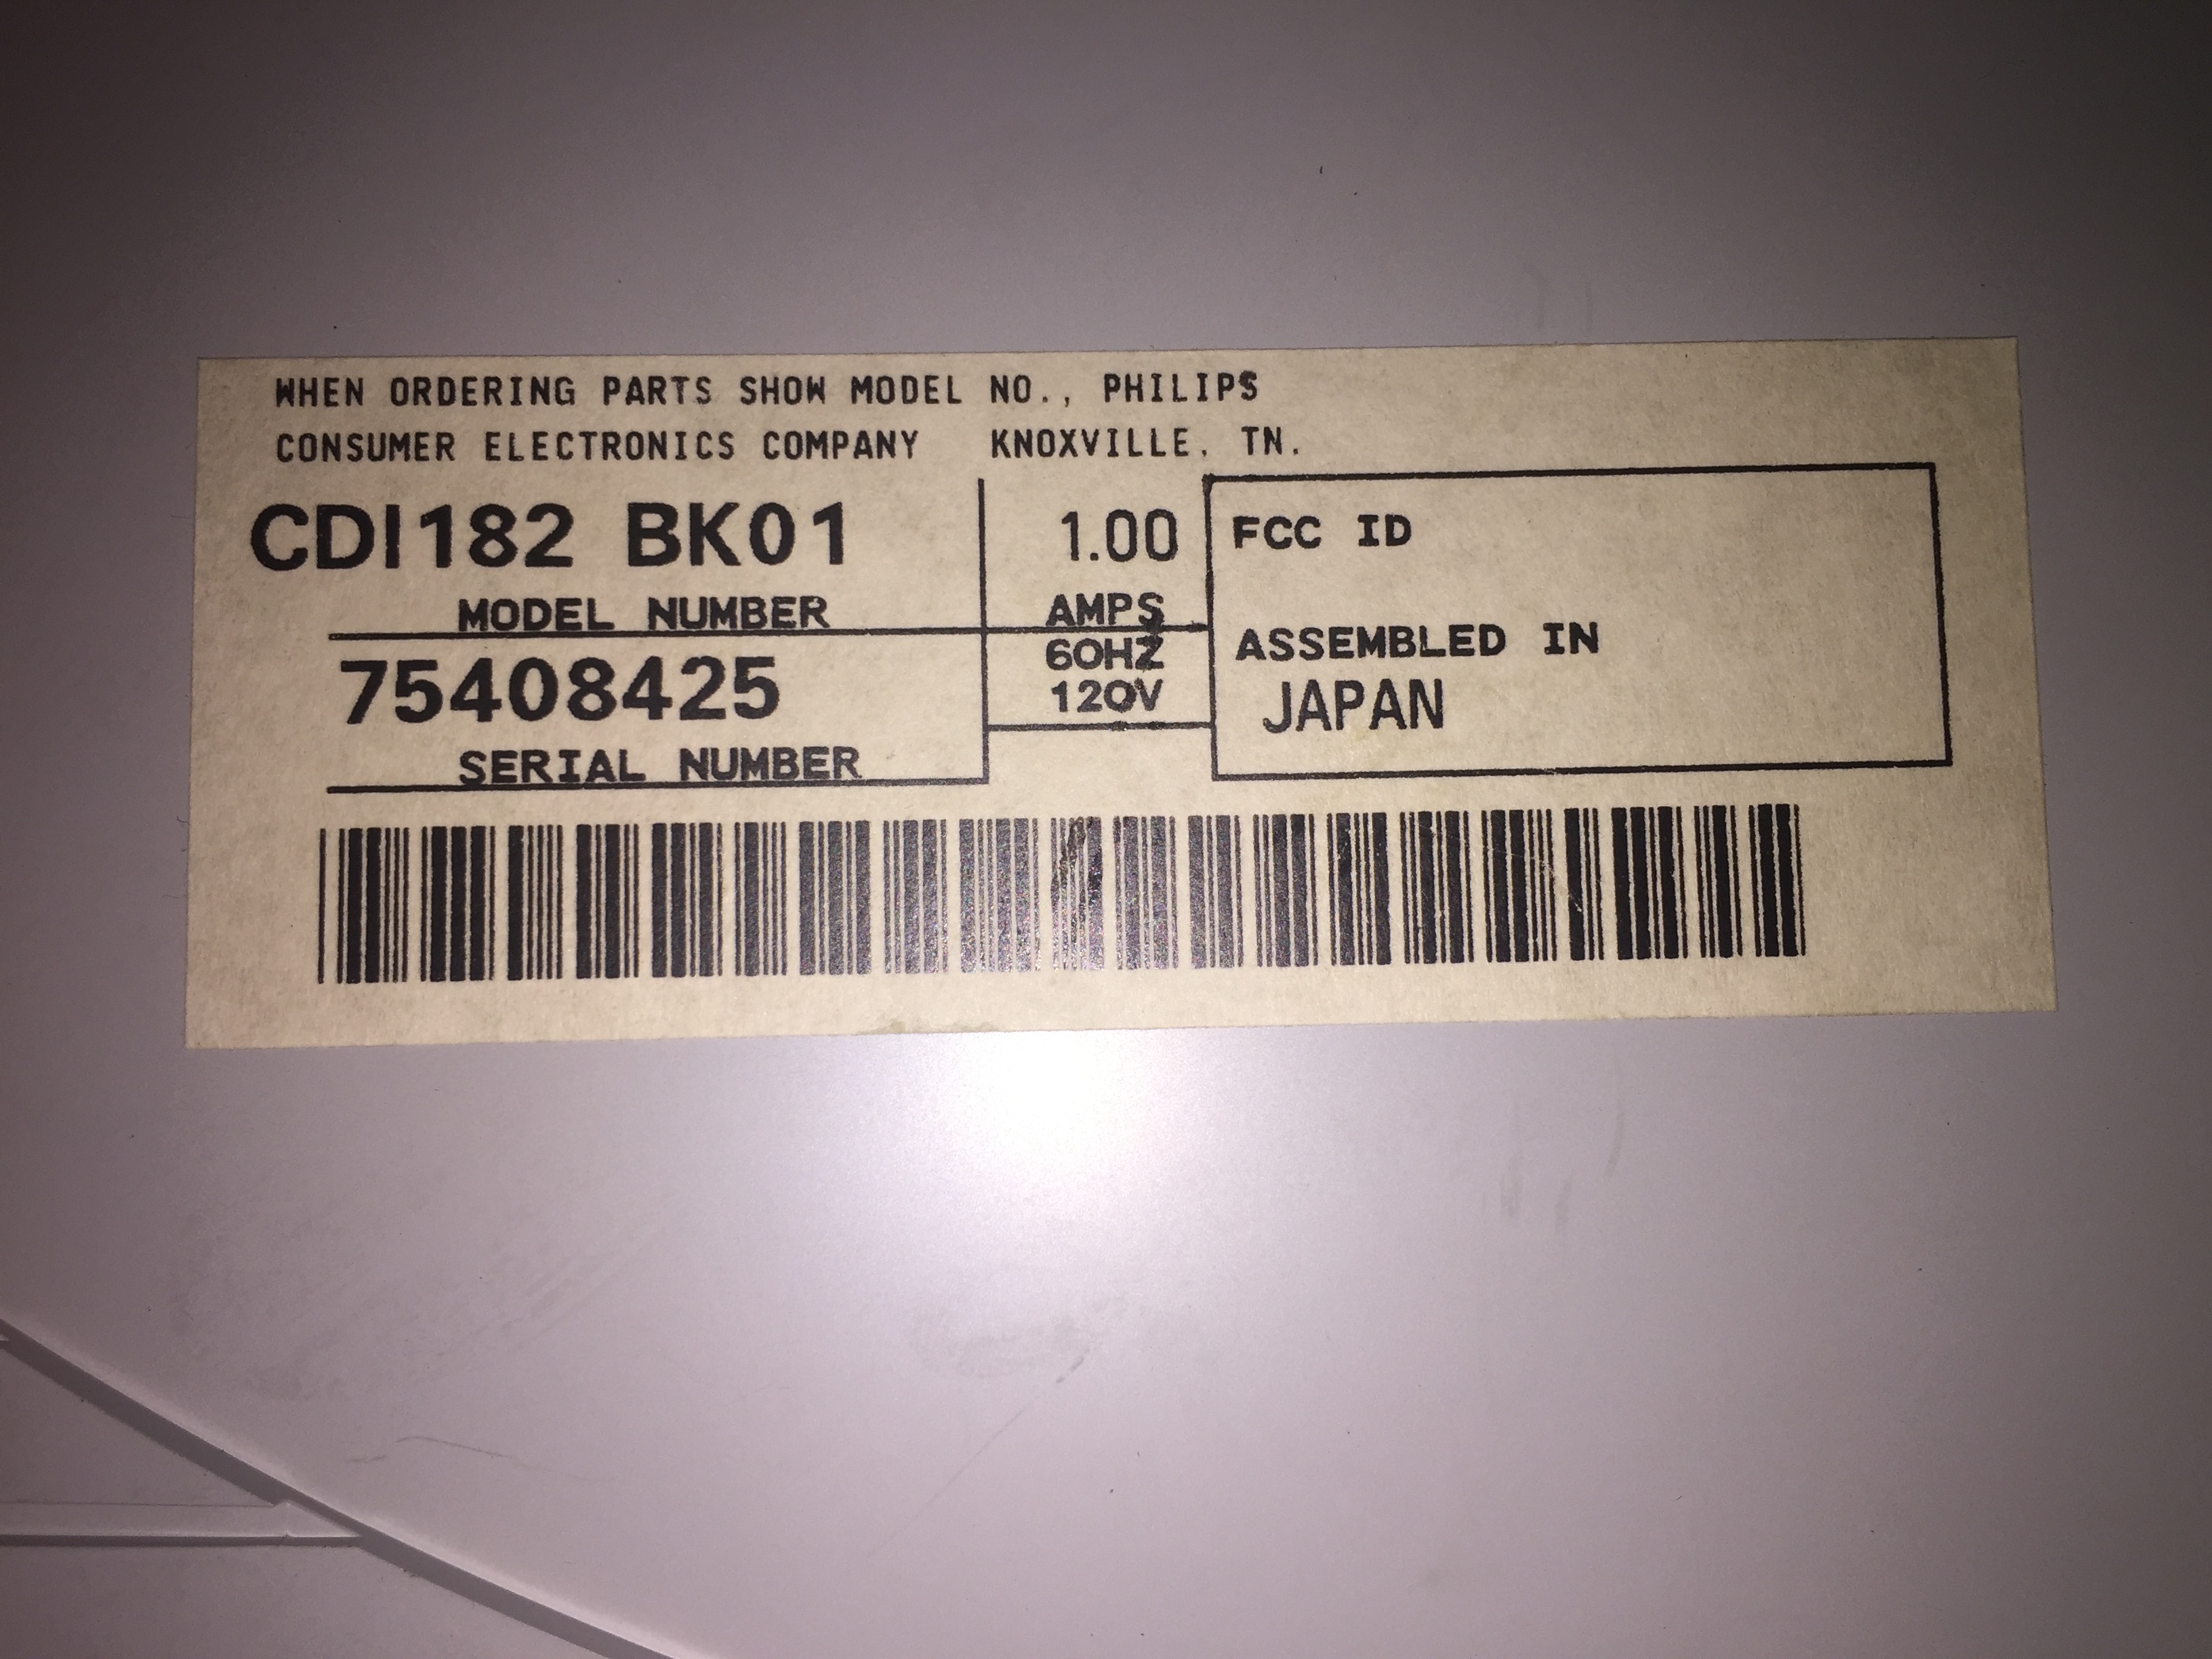 WHEN ORDERING PARTS SHOW MODEL NO., PHILIPS
CONSUMER ELECTRONICS COMPANY KNOXVILLE, TN.
CDI182 BK01
MODEL NUMBER
75408425
SERIAL NUMBER
1.00
AMPS
60HZ
120V
FCC ID
ASSEMBLED IN
JAPAN